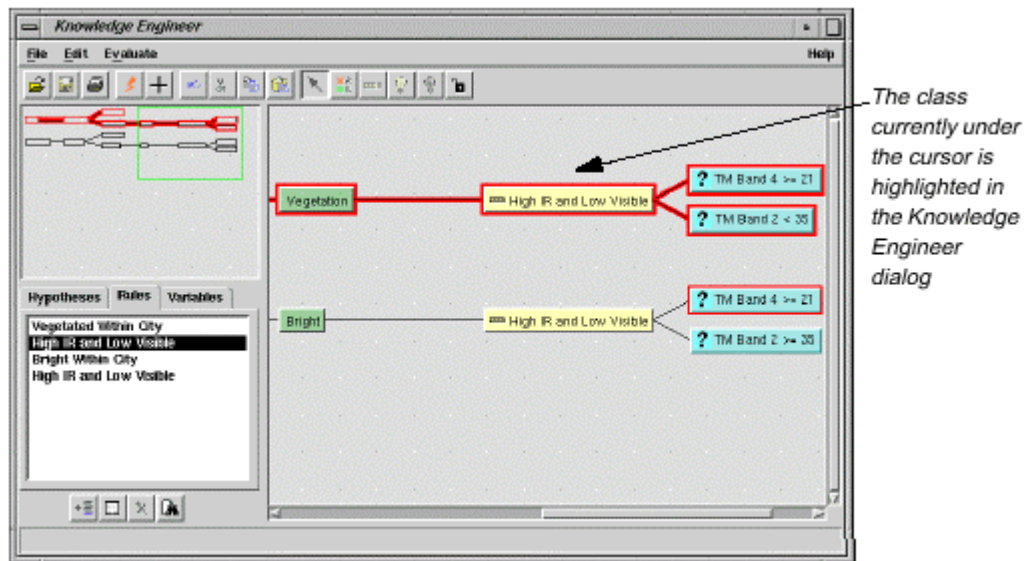 Knowledge Engineer
File Edit Evaluate Help
Vegetation
High IR and Low Visible
? TM Band 4 >= 21
? TM Band 2 < 35
Bright
High IR and Low Visible
? TM Band 4 >= 21
? TM Band 2 >= 35
Hypotheses Rules Variables
Vegetated Within City
High IR and Low Visible
Bright Within City
High IR and Low Visible
The class
currently under
the cursor is
highlighted in
the Knowledge
Engineer
dialog